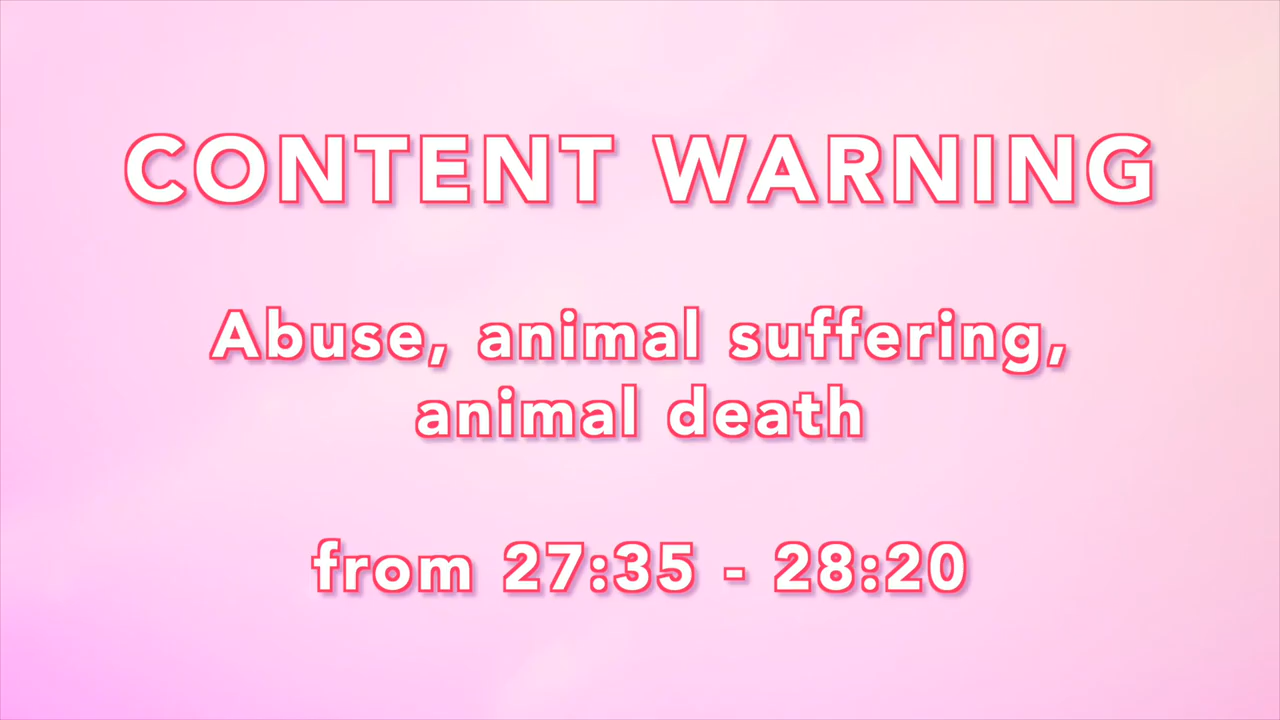 CONTENT WARNING
Abuse, animal suffering,
animal death
from 27:35 - 28:20